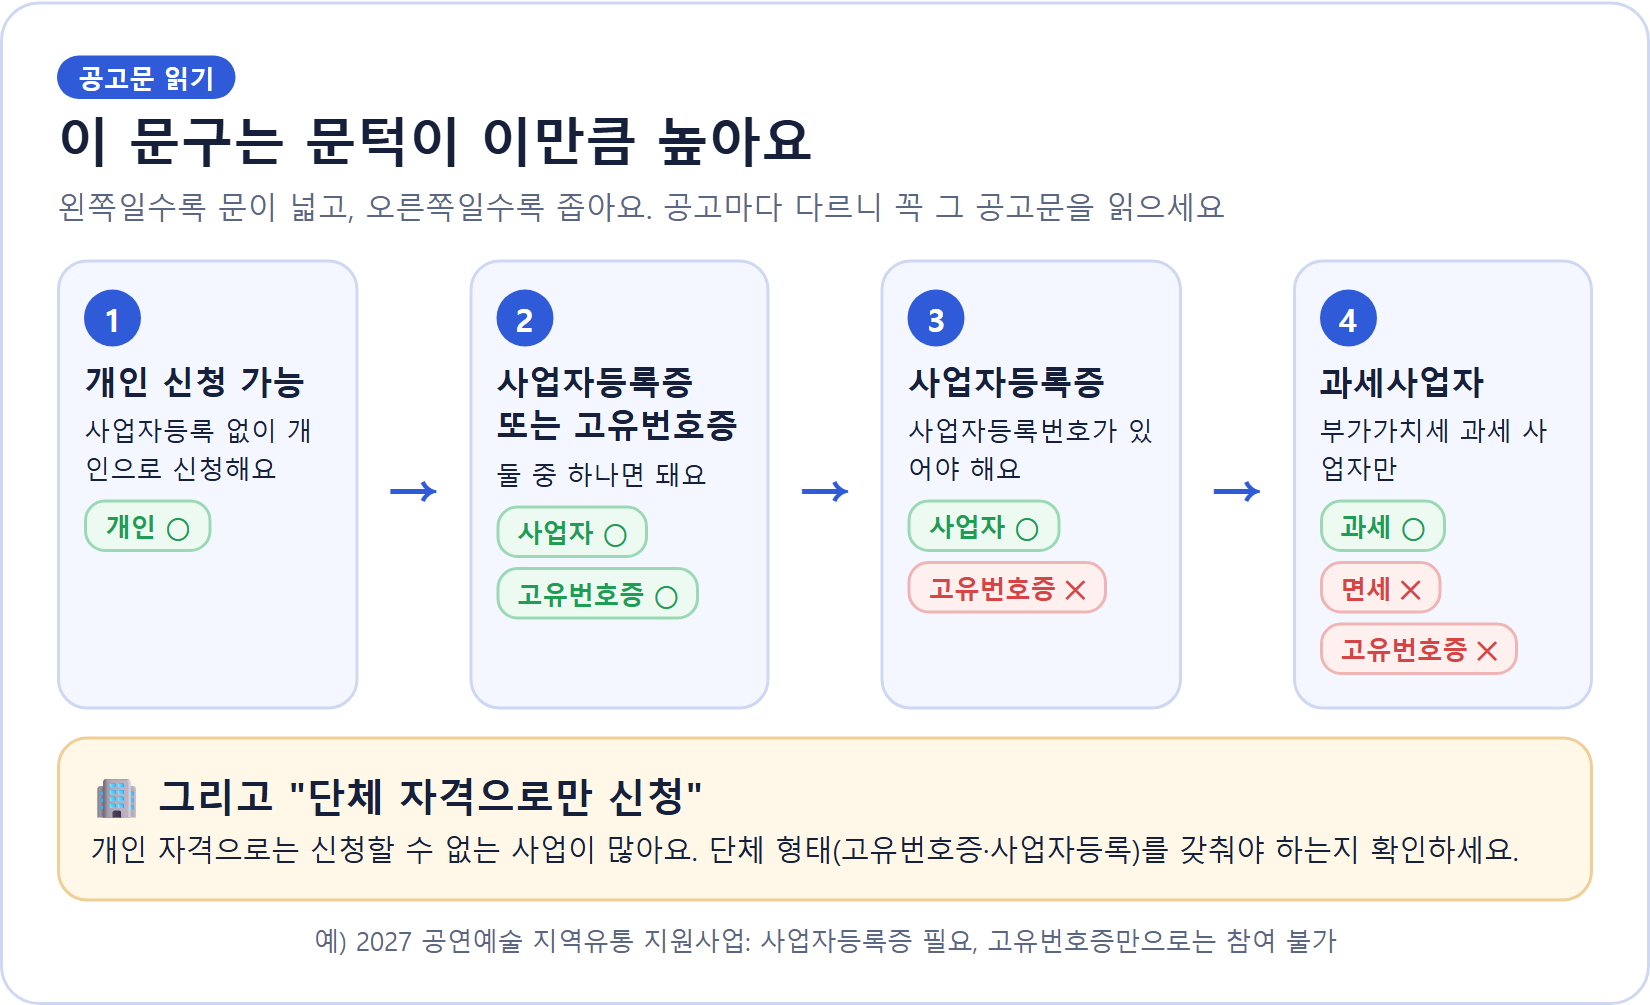 공고문 읽기
이 문구는 문턱이 이만큼 높아요
왼쪽일수록 문이 넓고, 오른쪽일수록 좁아요. 공고마다 다르니 꼭 그 공고문을 읽으세요
1
개인 신청 가능
사업자등록 없이 개
인으로 신청해요
개인 ○
→
2
사업자등록증
또는 고유번호증
둘 중 하나면 돼요
사업자 ○
고유번호증 ○
→
3
사업자등록증
사업자등록번호가 있
어야 해요
사업자 ○
고유번호증 ×
→
4
과세사업자
부가가치세 과세 사
업자만
과세 ○
면세 ×
고유번호증 ×
🏢 그리고 "단체 자격으로만 신청"
개인 자격으로는 신청할 수 없는 사업이 많아요. 단체 형태(고유번호증·사업자등록)를 갖춰야 하는지 확인하세요.
예) 2027 공연예술 지역유통 지원사업: 사업자등록증 필요, 고유번호증만으로는 참여 불가